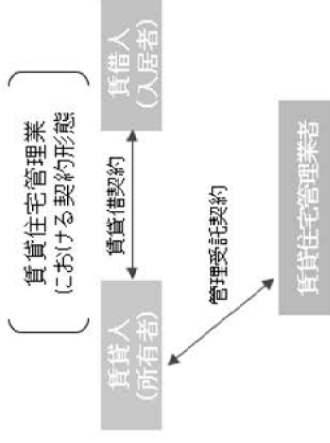 賃貸住宅管理業
における契約形態
賃貸人
(所有者)
賃貸借契約
賃借人
(入居者)
管理受託契約
賃貸住宅管理業者